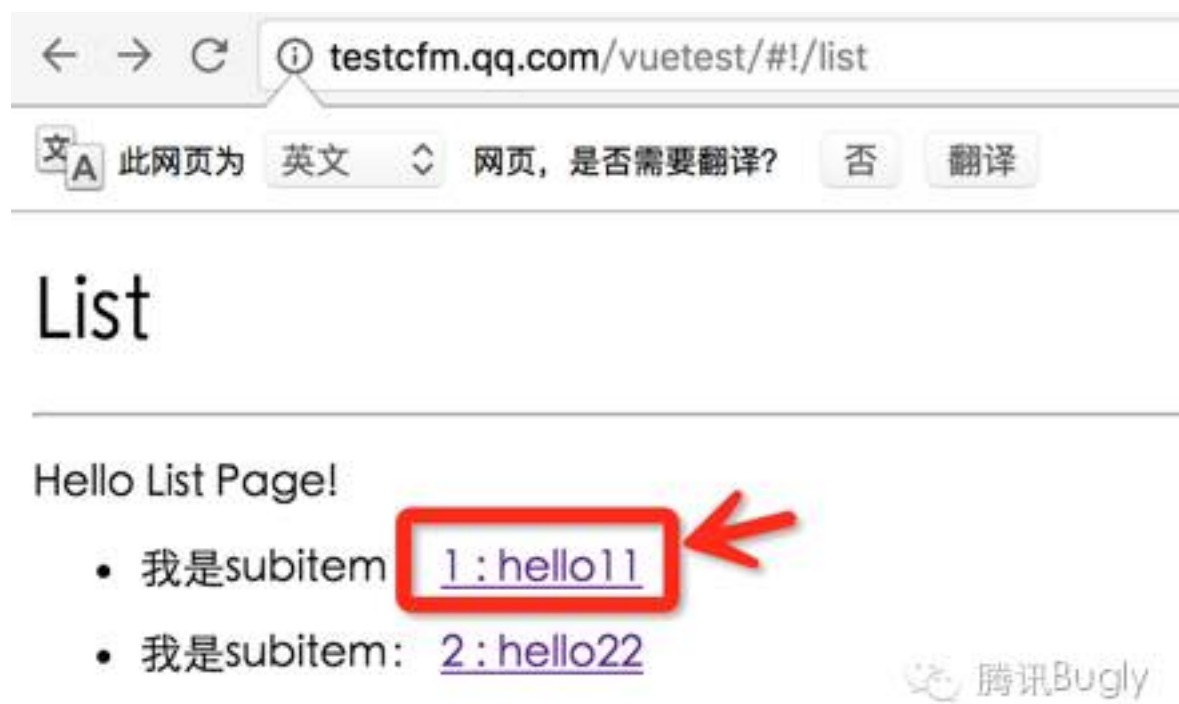 testcfm.qq.com/vuetest/#!/list
文A 此网页为 英文 网页，是否需要翻译？ 否 翻译
List
Hello List Page!
我是subitem 1 : hello11
我是subitem： 2 : hello22
腾讯Bugly